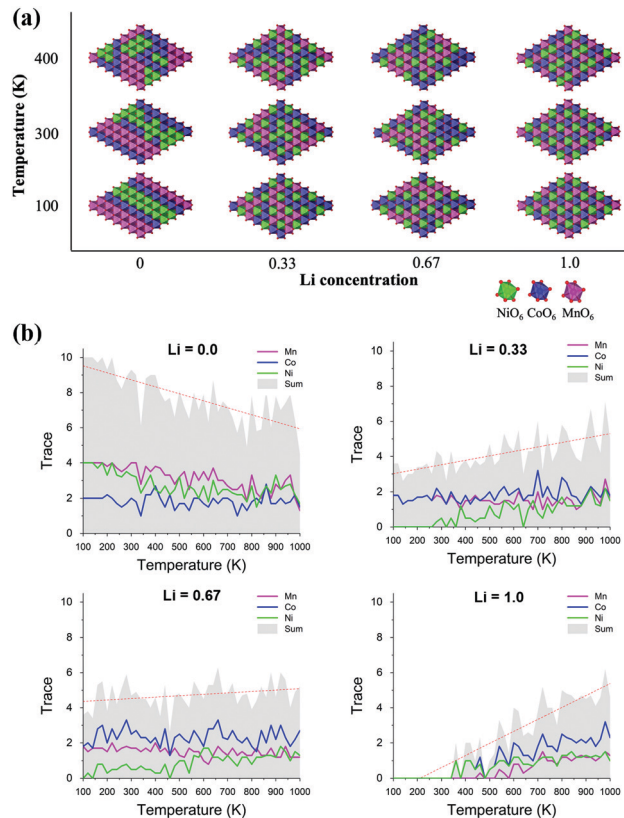 (a)
Temperature (K)
400
300
100
0 0.33 0.67 1.0
Li concentration
NiO₆ CoO₆ MnO₆
(b)
Li = 0.0
Mn
Co
Ni
Sum
10
8
6
4
2
0
Trace
100 200 300 400 500 600 700 800 900 1000
Temperature (K)
Li = 0.33
Mn
Co
Ni
Sum
10
8
6
4
2
0
Trace
100 200 300 400 500 600 700 800 900 1000
Temperature (K)
Li = 0.67
Mn
Co
Ni
Sum
10
8
6
4
2
0
Trace
100 200 300 400 500 600 700 800 900 1000
Temperature (K)
Li = 1.0
Mn
Co
Ni
Sum
10
8
6
4
2
0
Trace
100 200 300 400 500 600 700 800 900 1000
Temperature (K)